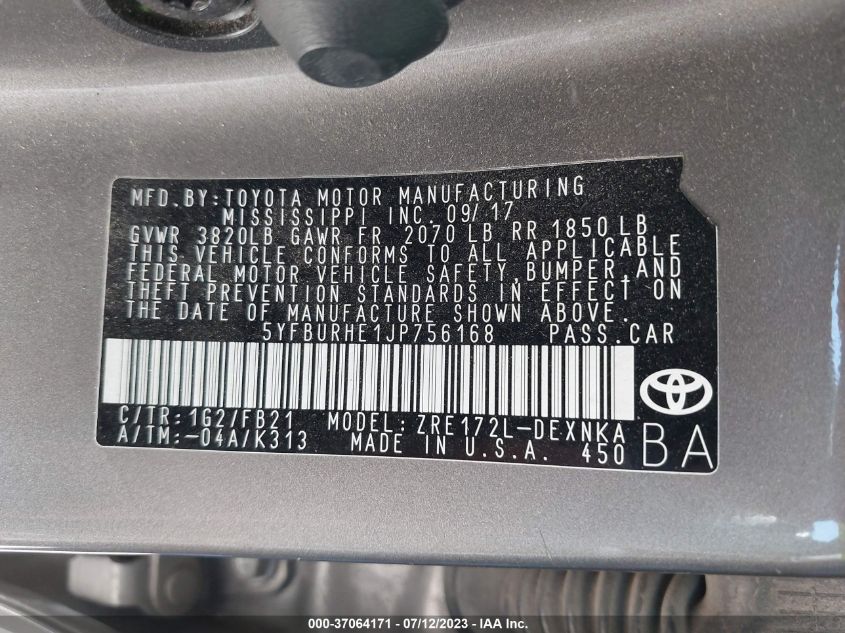 MFD.BY:TOYOTA MOTOR MANUFACTURING
MISSISSIPPI INC. 09/17
GVWR 3820LB GAWR FR 2070 LB RR 1850 LB
THIS VEHICLE CONFORMS TO ALL APPLICABLE
FEDERAL MOTOR VEHICLE SAFETY,BUMPER,AND
THEFT PREVENTION STANDARDS IN EFFECT ON
THE DATE OF MANUFACTURE SHOWN ABOVE.
5YFBURHE1JP756168 PASS.CAR
C/TR:1G2/FB21 MODEL:ZRE172L-DEXNKA
A/TM:-04A/K313 MADE IN U.S.A. 450 BA
000-37064171 - 07/12/2023 - IAA, Inc.